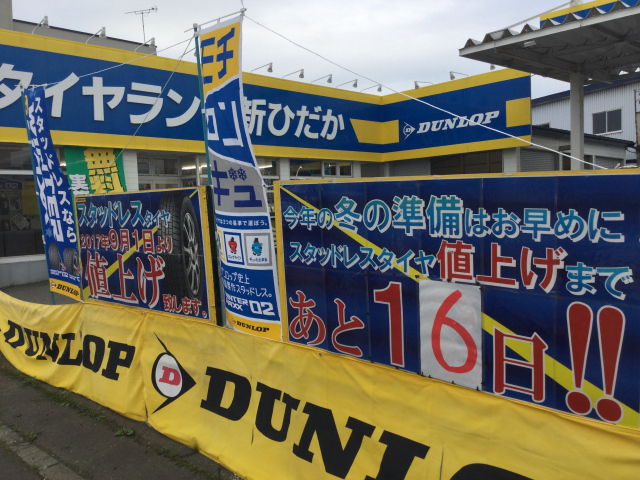 タイヤラン
新ひだか
DUNLOP
スタッドレスなら
スタッドレスタイヤ
2017年9月1日より
値上げ
致します。
WINTER
MAXX 02
DUNLOP
今年の冬の準備はお早めに
スタッドレスタイヤ値上げまで
あと16日!!
DUNLOP
D
DUNLOP